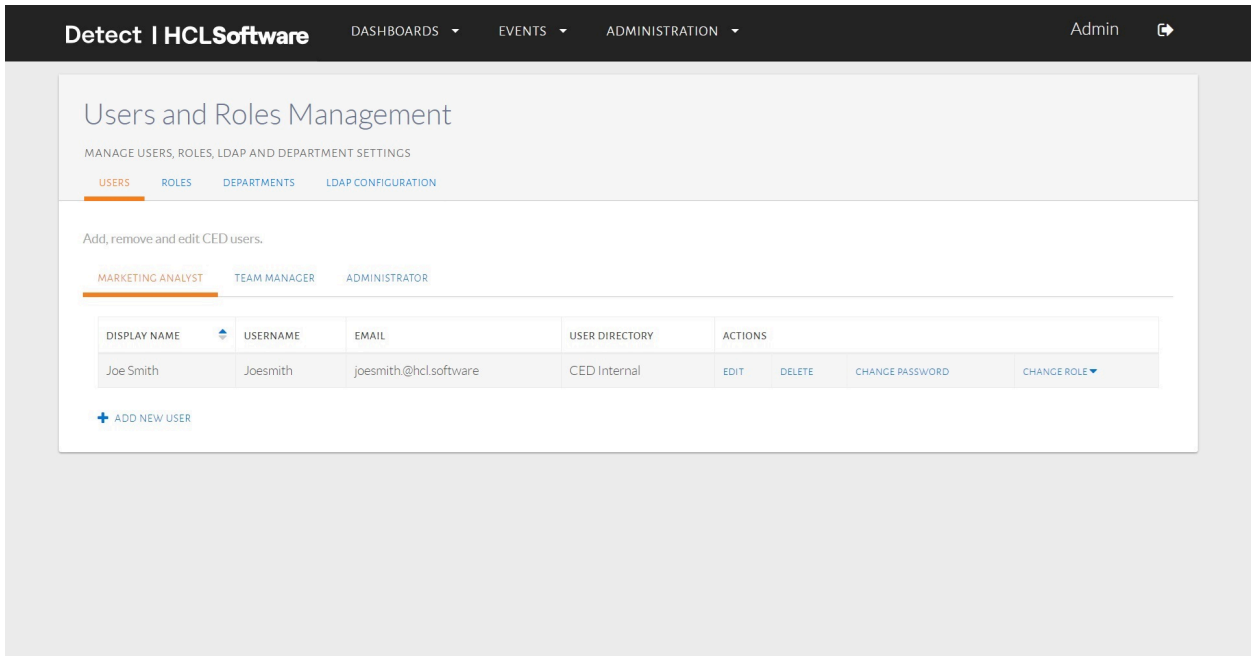 Detect | HCLSoftware DASHBOARDS EVENTS ADMINISTRATION Admin
Users and Roles Management
MANAGE USERS, ROLES, LDAP AND DEPARTMENT SETTINGS
USERS ROLES DEPARTMENTS LDAP CONFIGURATION
Add, remove and edit CED users.
MARKETING ANALYST TEAM MANAGER ADMINISTRATOR
DISPLAY NAME USERNAME EMAIL USER DIRECTORY ACTIONS
Joe Smith Joesmith joesmith.@hcl.software CED Internal EDIT DELETE CHANGE PASSWORD CHANGE ROLE
ADD NEW USER